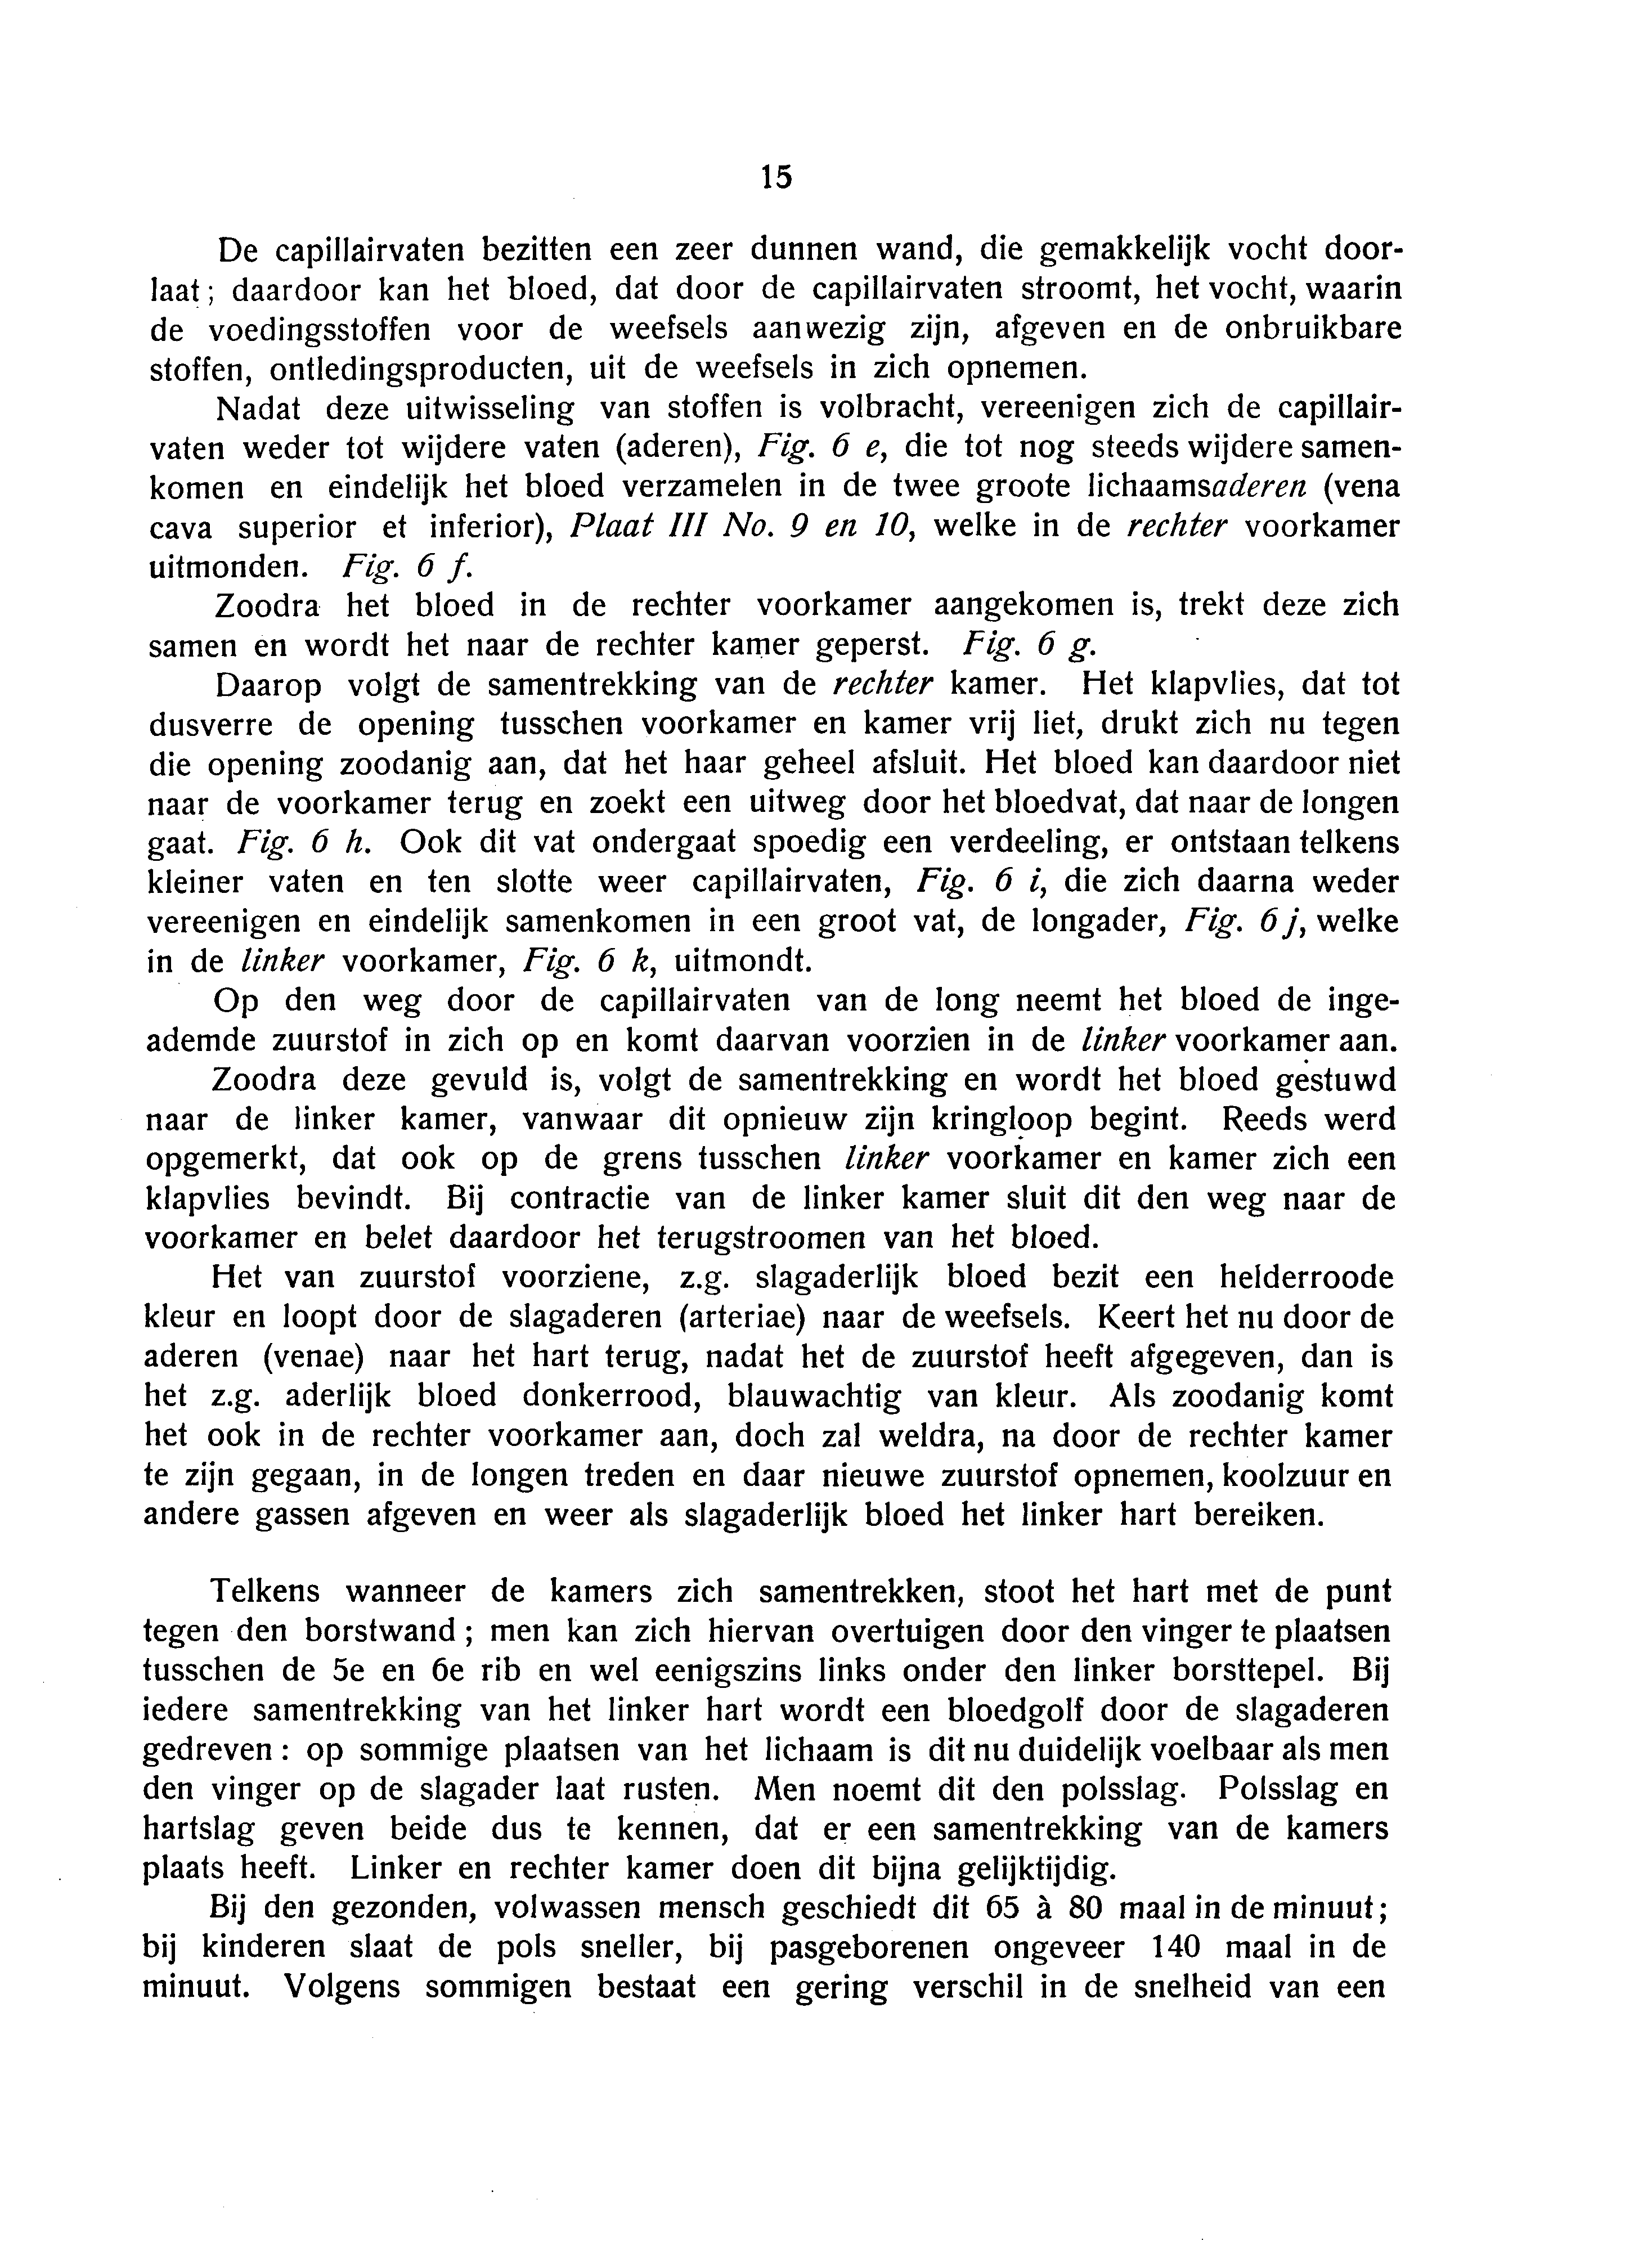 15
De capillairvaten bezitten een zeer dunnen wand, die gemakkelijk vocht door-
laat; daardoor kan het bloed, dat door de capillairvaten stroomt, het vocht, waarin
de voedingsstoffen voor de weefsels aanwezig zijn, afgeven en de onbruikbare
stoffen, ontledingsproducten, uit de weefsels in zich opnemen.
Nadat deze uitwisseling van stoffen is volbracht, vereenigen zich de capillair-
vaten weder tot wijdere vaten (aderen), Fig. 6 e, die tot nog steeds wijdere samen-
komen en eindelijk het bloed verzamelen in de twee groote lichaamsaderen (vena
cava superior et inferior), Plaat III No. 9 en 10, welke in de rechter voorkamer
uitmonden. Fig. 6 f.
Zoodra het bloed in de rechter voorkamer aangekomen is, trekt deze zich
samen en wordt het naar de rechter kamer geperst. Fig. 6 g.
Daarop volgt de samentrekking van de rechter kamer. Het klapvlies, dat tot
dusverre de opening tusschen voorkamer en kamer vrij liet, drukt zich nu tegen
die opening zoodanig aan, dat het haar geheel afsluit. Het bloed kan daardoor niet
naar de voorkamer terug en zoekt een uitweg door het bloedvat, dat naar de longen
gaat. Fig. 6 h. Ook dit vat ondergaat spoedig een verdeeling, er ontstaan telkens
kleiner vaten en ten slotte weer capillairvaten, Fig. 6 i, die zich daarna weder
vereenigen en eindelijk samenkomen in een groot vat, de longader, Fig. 6 j, welke
in de linker voorkamer, Fig. 6 k, uitmondt.
Op den weg door de capillairvaten van de long neemt het bloed de inge-
ademde zuurstof in zich op en komt daarvan voorzien in de linker voorkamer aan.
Zoodra deze gevuld is, volgt de samentrekking en wordt het bloed gestuwd
naar de linker kamer, vanwaar dit opnieuw zijn kringloop begint. Reeds werd
opgemerkt, dat ook op de grens tusschen linker voorkamer en kamer zich een
klapvlies bevindt. Bij contractie van de linker kamer sluit dit den weg naar de
voorkamer en belet daardoor het terugstroomen van het bloed.
Het van zuurstof voorziene, z.g. slagaderlijk bloed bezit een helderroode
kleur en loopt door de slagaderen (arteriae) naar de weefsels. Keert het nu door de
aderen (venae) naar het hart terug, nadat het de zuurstof heeft afgegeven, dan is
het z.g. aderlijk bloed donkerrood, blauwachtig van kleur. Als zoodanig komt
het ook in de rechter voorkamer aan, doch zal weldra, na door de rechter kamer
te zijn gegaan, in de longen treden en daar nieuwe zuurstof opnemen, koolzuur en
andere gassen afgeven en weer als slagaderlijk bloed het linker hart bereiken.
Telkens wanneer de kamers zich samentrekken, stoot het hart met de punt
tegen den borstwand; men kan zich hiervan overtuigen door den vinger te plaatsen
tusschen de 5e en 6e rib en wel eenigszins links onder den linker borsttepel. Bij
iedere samentrekking van het linker hart wordt een bloedgolf door de slagaderen
gedreven: op sommige plaatsen van het lichaam is dit nu duidelijk voelbaar als men
den vinger op de slagader laat rusten. Men noemt dit den polsslag. Polsslag en
hartslag geven beide dus te kennen, dat er een samentrekking van de kamers
plaats heeft. Linker en rechter kamer doen dit bijna gelijktijdig.
Bij den gezonden, volwassen mensch geschiedt dit 65 à 80 maal in de minuut;
bij kinderen slaat de pols sneller, bij pasgeborenen ongeveer 140 maal in de
minuut. Volgens sommigen bestaat een gering verschil in de snelheid van een